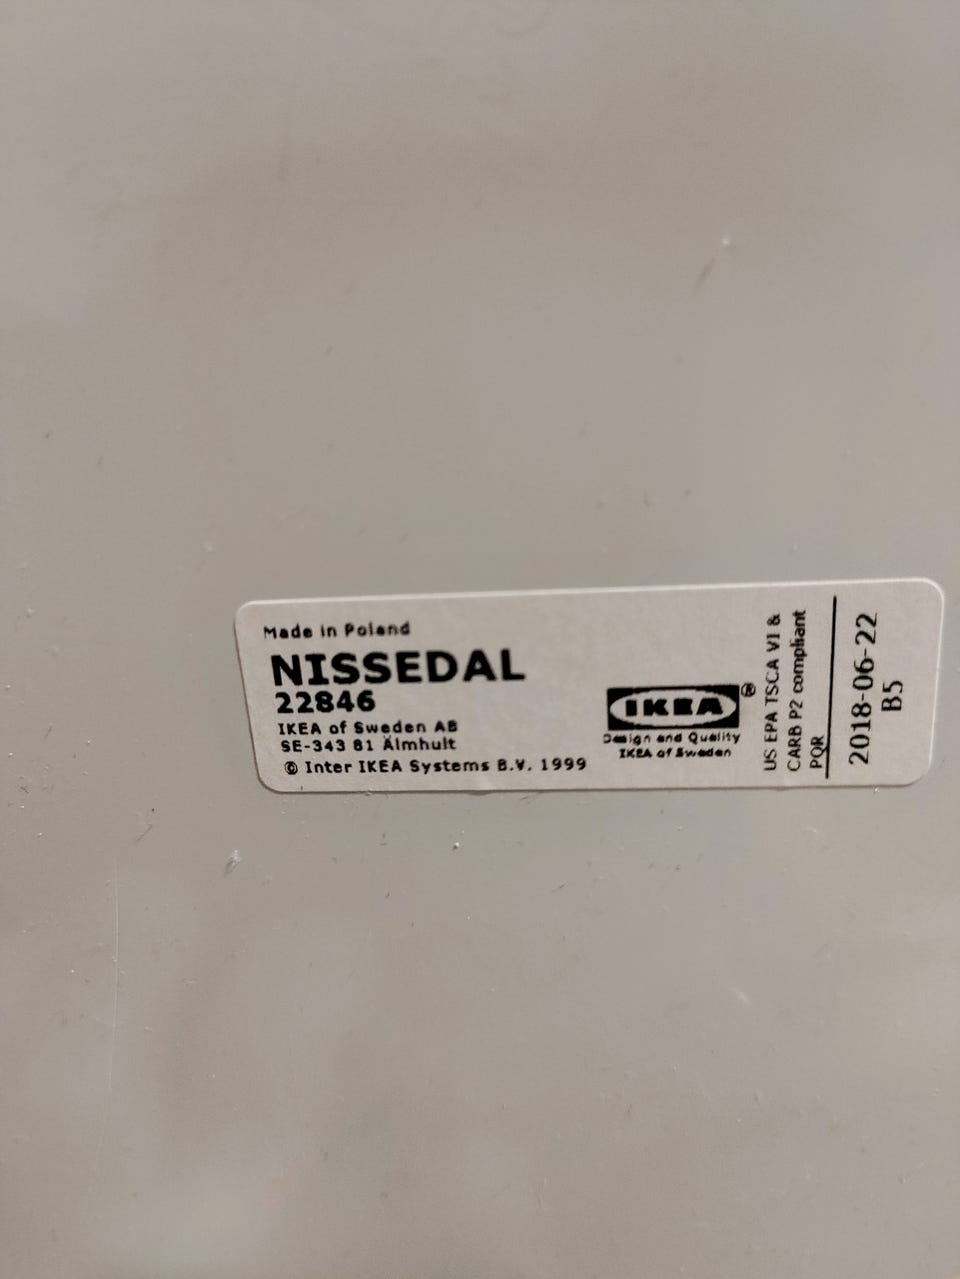 Made in Poland
NISSEDAL
22846
IKEA of Sweden AB
SE-343 81 Älmhult
© Inter IKEA Systems B.V. 1999
IKEA®
Design and Quality
IKEA of Sweden
US EPA TSCA VI &
CARB P2 compliant
PQR
2018-06-22
B5